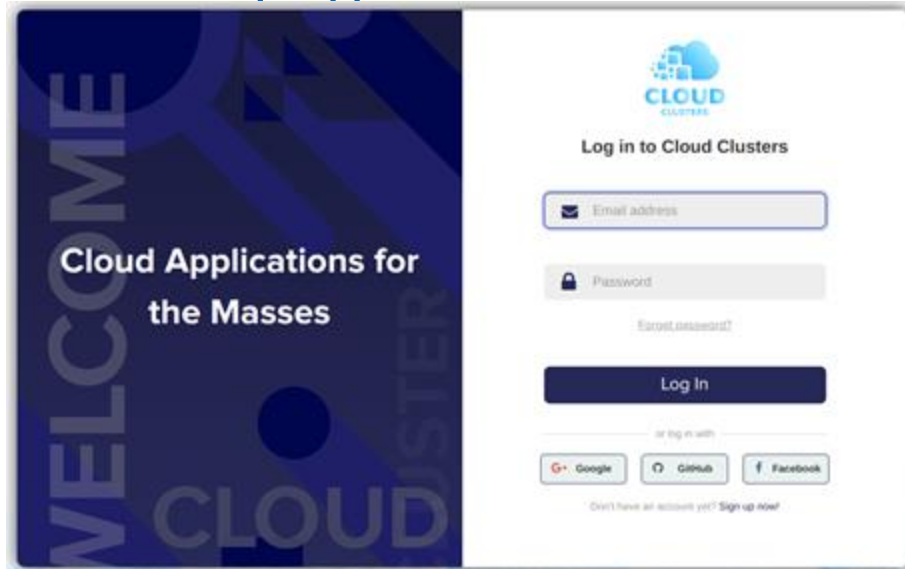 WELCOME
Cloud Applications for
the Masses
CLUSTER
CLOUD
CLOUD
CLUSTERS
Log in to Cloud Clusters
Email address
Password
Forgot password?
Log In
or log in with
G+ Google
GitHub
f Facebook
Don't have an account yet? Sign up now!